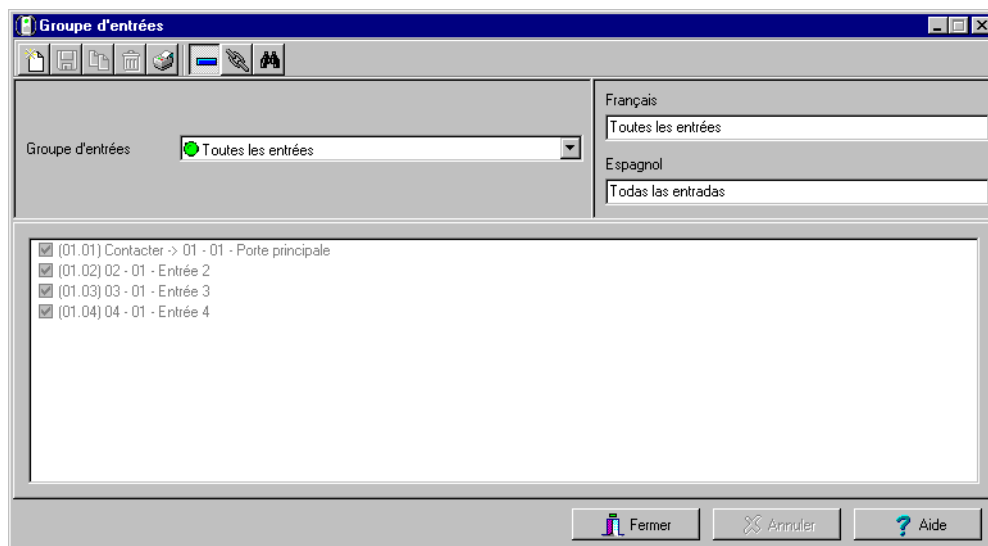 Groupe d'entrées
Français
Toutes les entrées
Groupe d'entrées
Toutes les entrées
Espagnol
Todas las entradas
(01.01) Contacter -> 01 - 01 - Porte principale
(01.02) 02 - 01 - Entrée 2
(01.03) 03 - 01 - Entrée 3
(01.04) 04 - 01 - Entrée 4
Fermer
Annuler
Aide